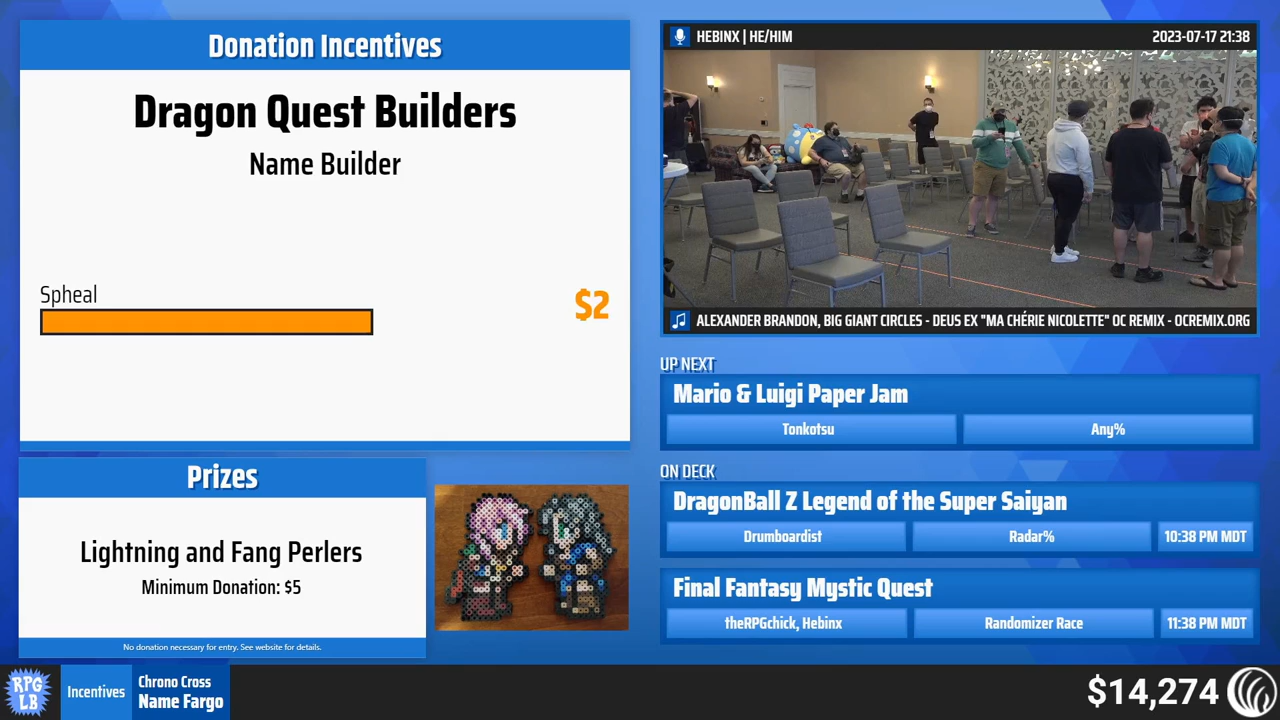 Donation Incentives
Dragon Quest Builders
Name Builder
Spheal
$2
Prizes
Lightning and Fang Perlers
Minimum Donation: $5
No donation necessary for entry. See website for details.
HEBINX | HE/HIM
2023-07-17 21:38
ALEXANDER BRANDON, BIG GIANT CIRCLES - DEUS EX "MA CHÉRIE NICOLETTE" OC REMIX - OCREMIX.ORG
UP NEXT
Mario & Luigi Paper Jam
Tonkotsu
Any%
ON DECK
DragonBall Z Legend of the Super Saiyan
Drumboardist
Radar%
10:38 PM MDT
Final Fantasy Mystic Quest
theRPGchick, Hebinx
Randomizer Race
11:38 PM MDT
RPG
LB
Incentives
Chrono Cross
Name Fargo
$14,274